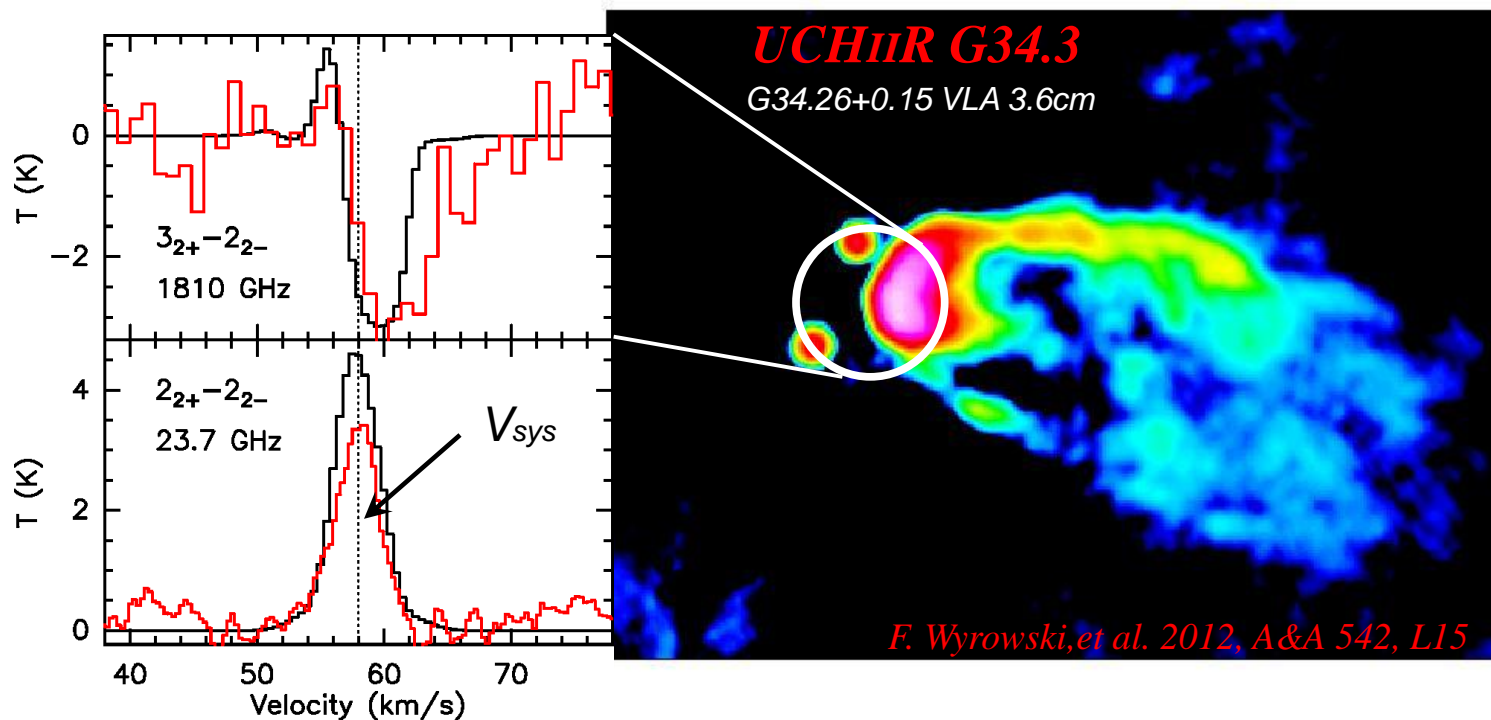 UCHIIR G34.3
G34.26+0.15 VLA 3.6cm
T (K)
0
−2
3₂₊−2₂₋
1810 GHz
T (K)
4
2
0
2₂₊−2₂₋
23.7 GHz
Vsys
40 50 60 70
Velocity (km/s)
F. Wyrowski,et al. 2012, A&A 542, L15